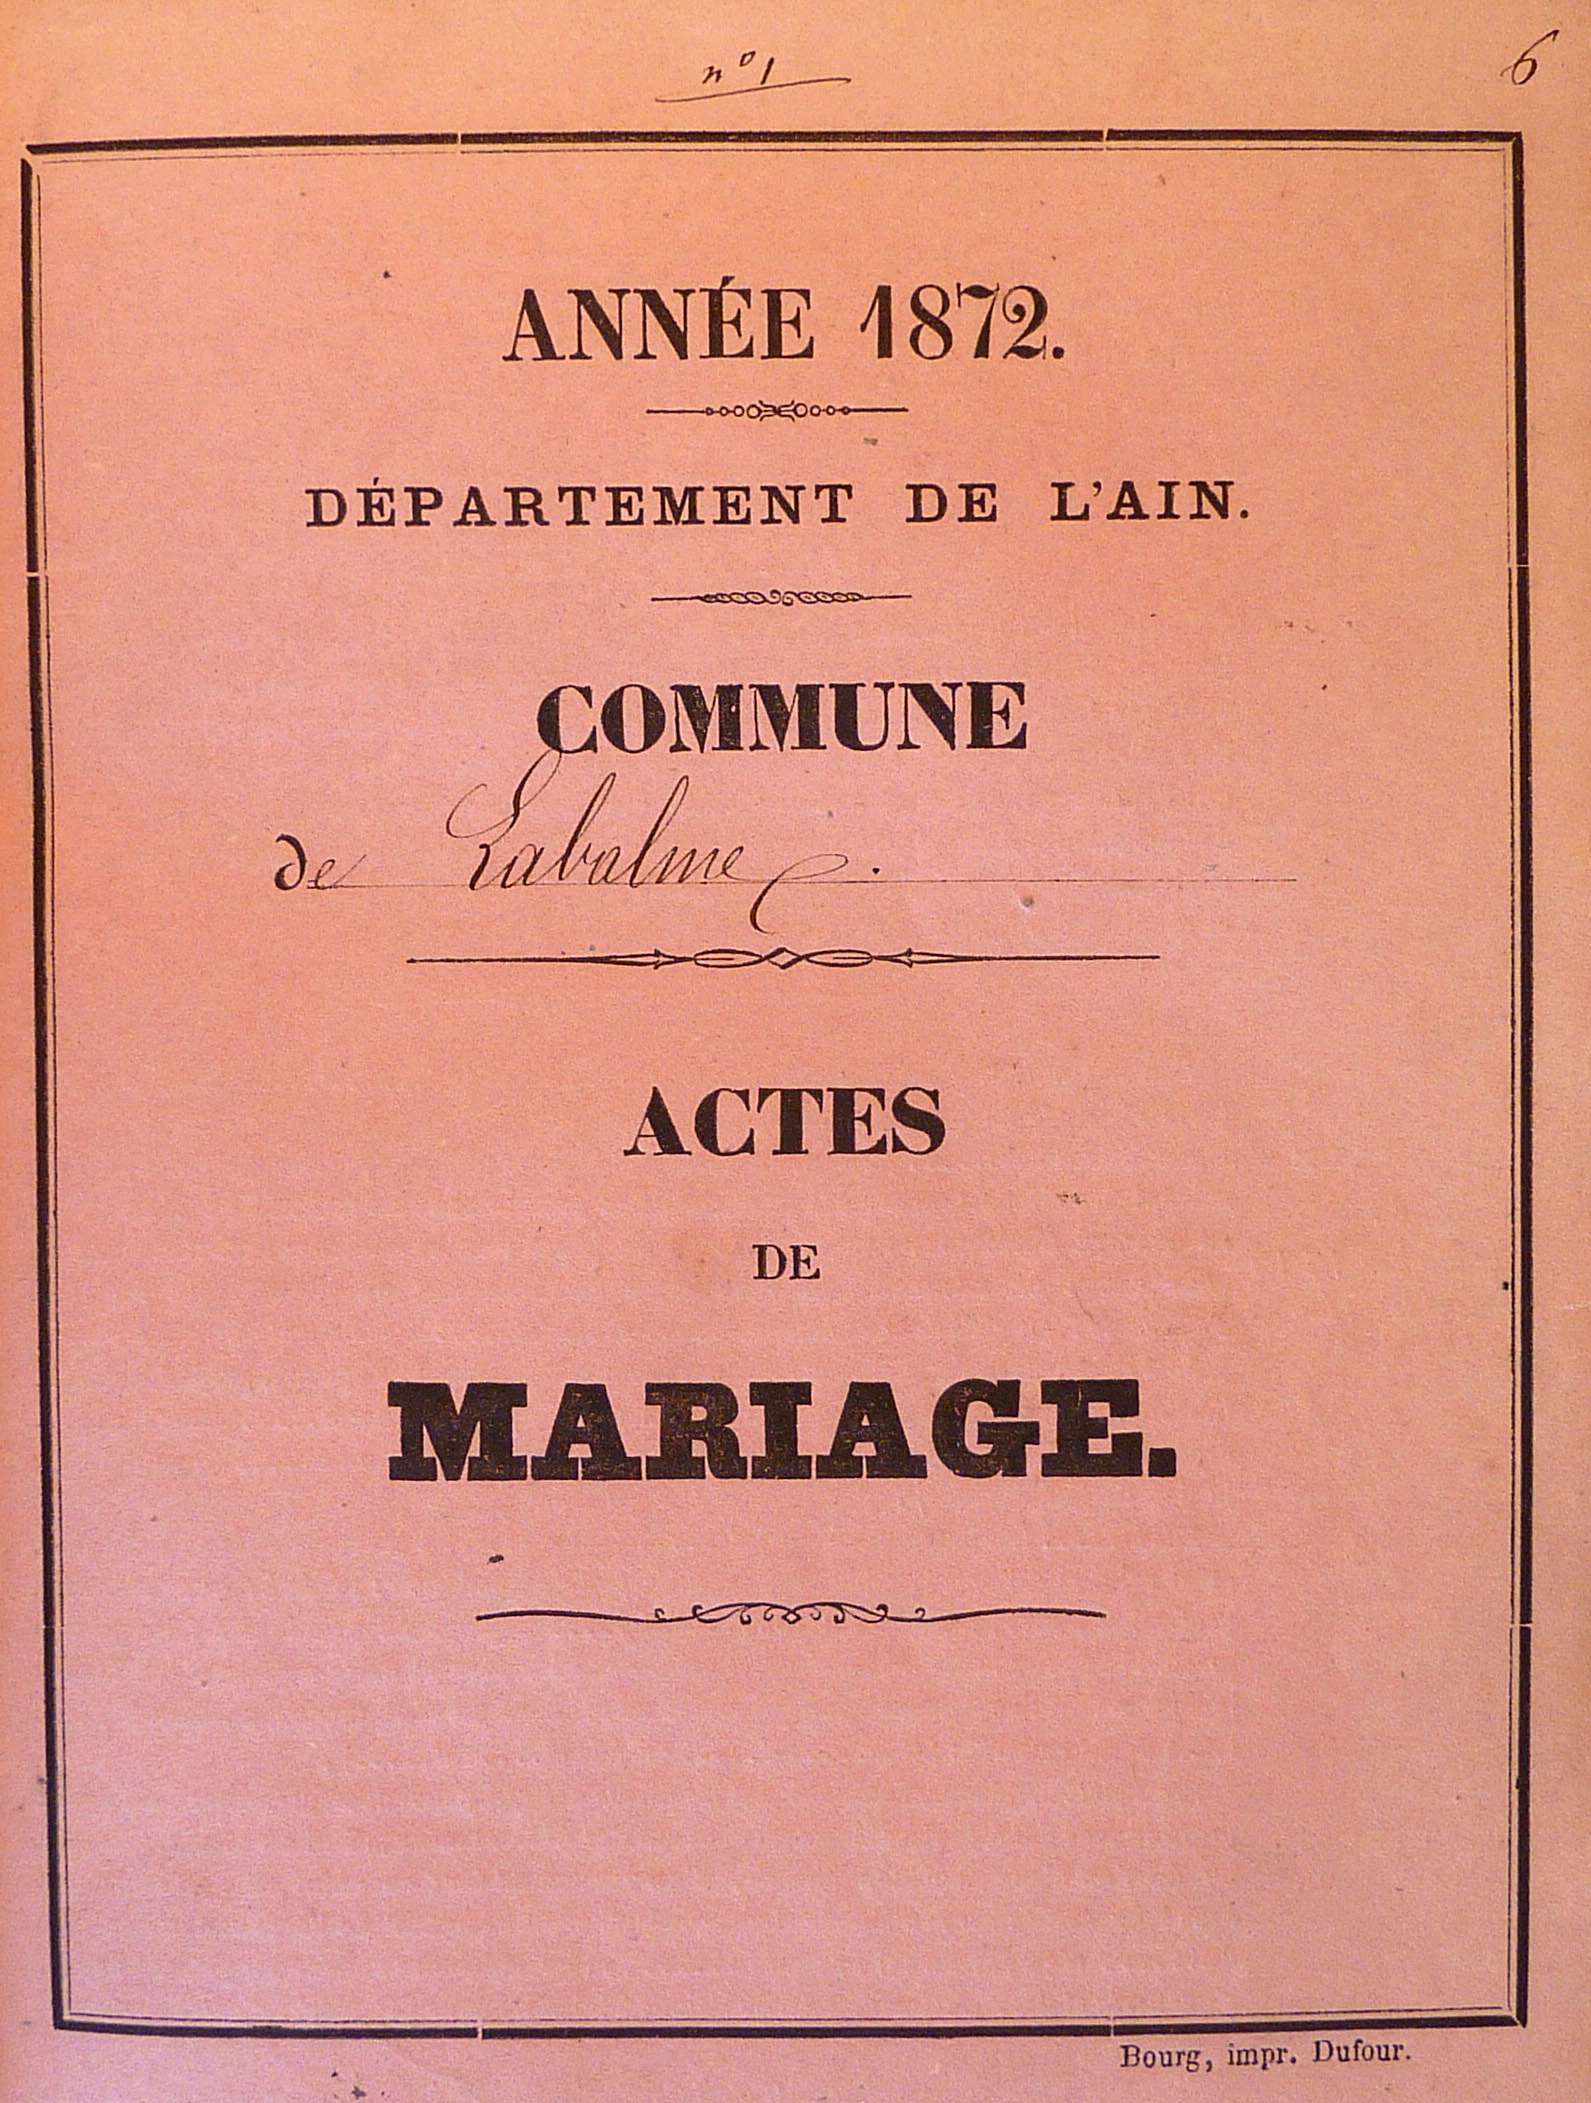 n° 1
6
ANNÉE 1872.
DÉPARTEMENT DE L'AIN.
COMMUNE
de Labalme.
ACTES
DE
MARIAGE.
Bourg, impr. Dufour.